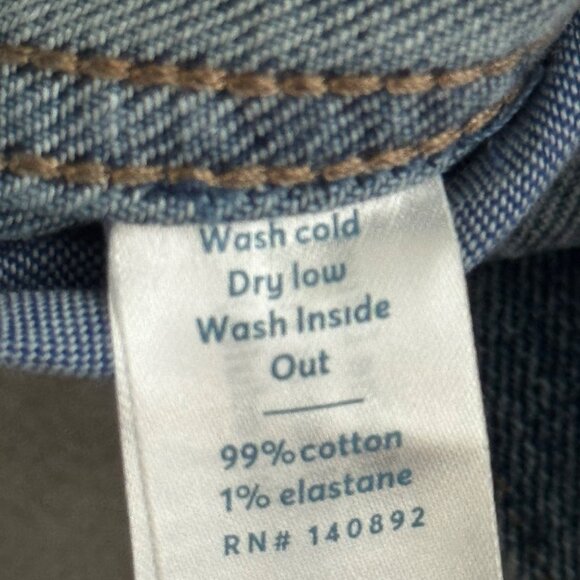 Wash cold
Dry low
Wash Inside
Out
99% cotton
1% elastane
RN# 140892